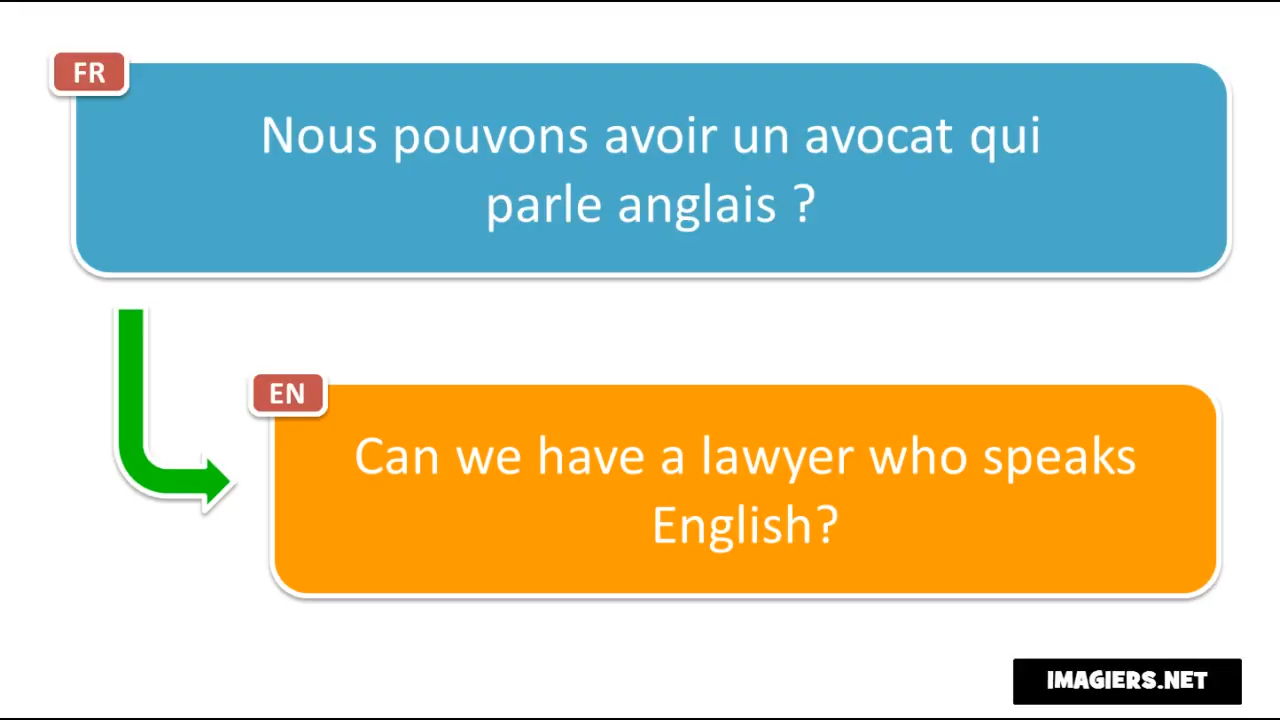 FR
Nous pouvons avoir un avocat qui
parle anglais ?
EN
Can we have a lawyer who speaks
English?
IMAGIERS.NET